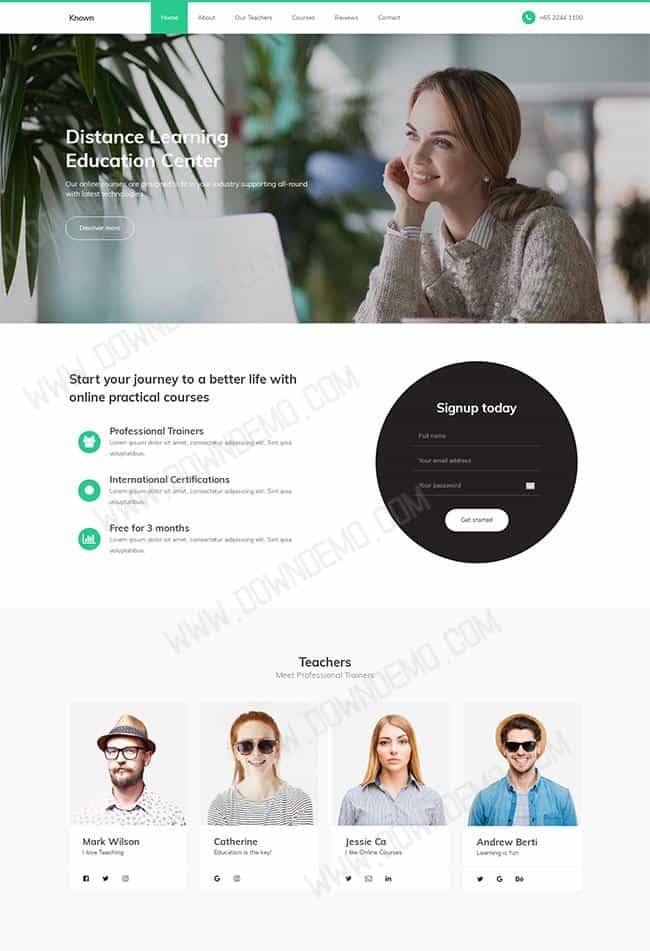 Known
Home
About
Our Teachers
Courses
Reviews
Contact
+65 2244 1100
Distance Learning
Education Center
Our online courses are designed to fit in your industry supporting all-round
with latest technologies.
Discover more
Start your journey to a better life with
online practical courses
Professional Trainers
Lorem ipsum dolor sit amet, consectetur adipisicing elit. Sint ipsa
voluptatibus.
International Certifications
Lorem ipsum dolor sit amet, consectetur adipisicing elit. Sint ipsa
voluptatibus.
Free for 3 months
Lorem ipsum dolor sit amet, consectetur adipisicing elit. Sint ipsa
voluptatibus.
Signup today
Full name
Your email address
Your password
Get started
Teachers
Meet Professional Trainers
Mark Wilson
I love Teaching
Catherine
Education is the key!
Jessie Ca
I like Online Courses
Andrew Berti
Learning is fun
WWW.DOWNDEMO.COM
WWW.DOWNDEMO.COM
WWW.DOWNDEMO.COM